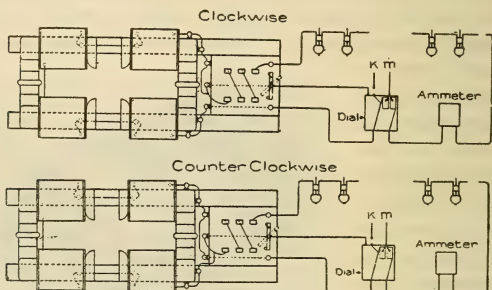 Clockwise
K m
Ammeter
Dial
Counter Clockwise
K m
Ammeter
Dial